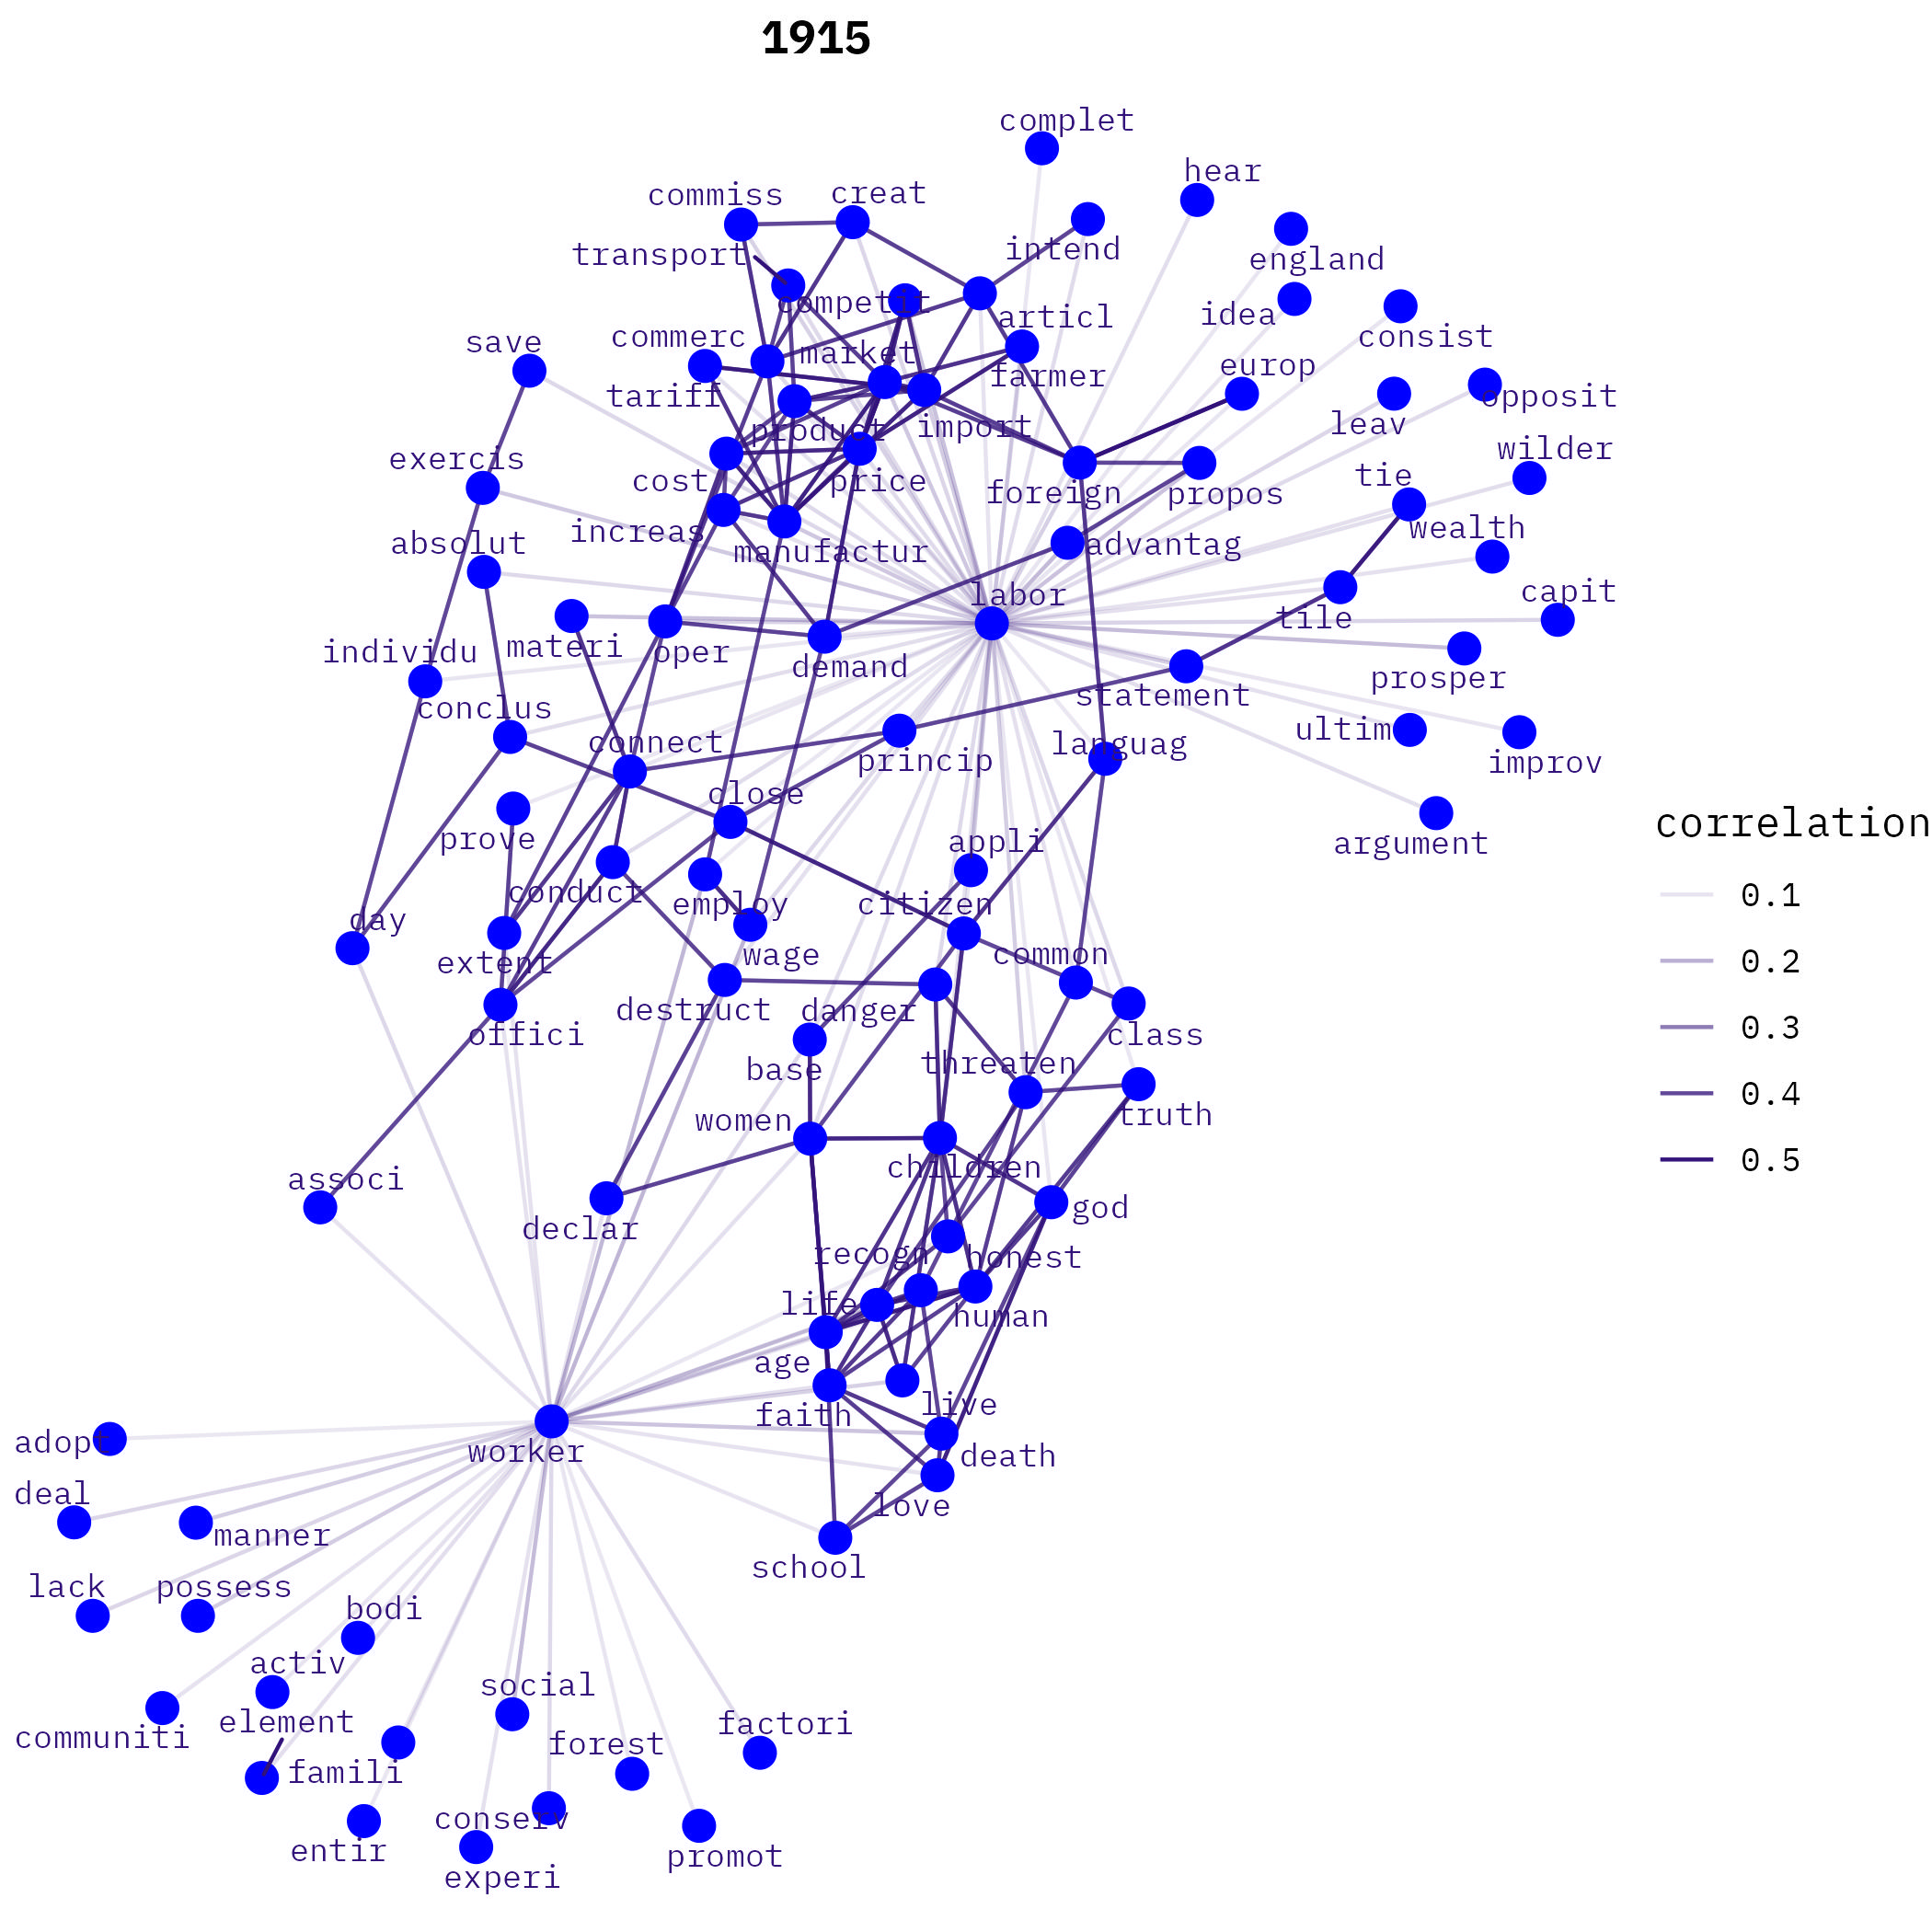 1915
complet
hear
commiss
creat
intend
transport
england
competit
idea
articl
consist
save
commerc
market
europ
farmer
tariff
opposit
leav
product
import
wilder
exercis
tie
cost
price
foreign
propos
wealth
increas
absolut
manufactur
advantag
labor
capit
tile
individu
materi
oper
demand
prosper
statement
conclus
connect
languag
ultim
princip
improv
close
correlation
prove
appli
argument
conduct
employ
citizen
0.1
day
extent
wage
common
0.2
destruct
danger
offici
class
0.3
base
threaten
women
truth
0.4
children
0.5
associ
god
declar
recogn
honest
life
human
age
live
faith
adopt
worker
death
deal
love
manner
school
lack
possess
bodi
activ
social
element
factori
communiti
forest
famili
conserv
entir
promot
experi